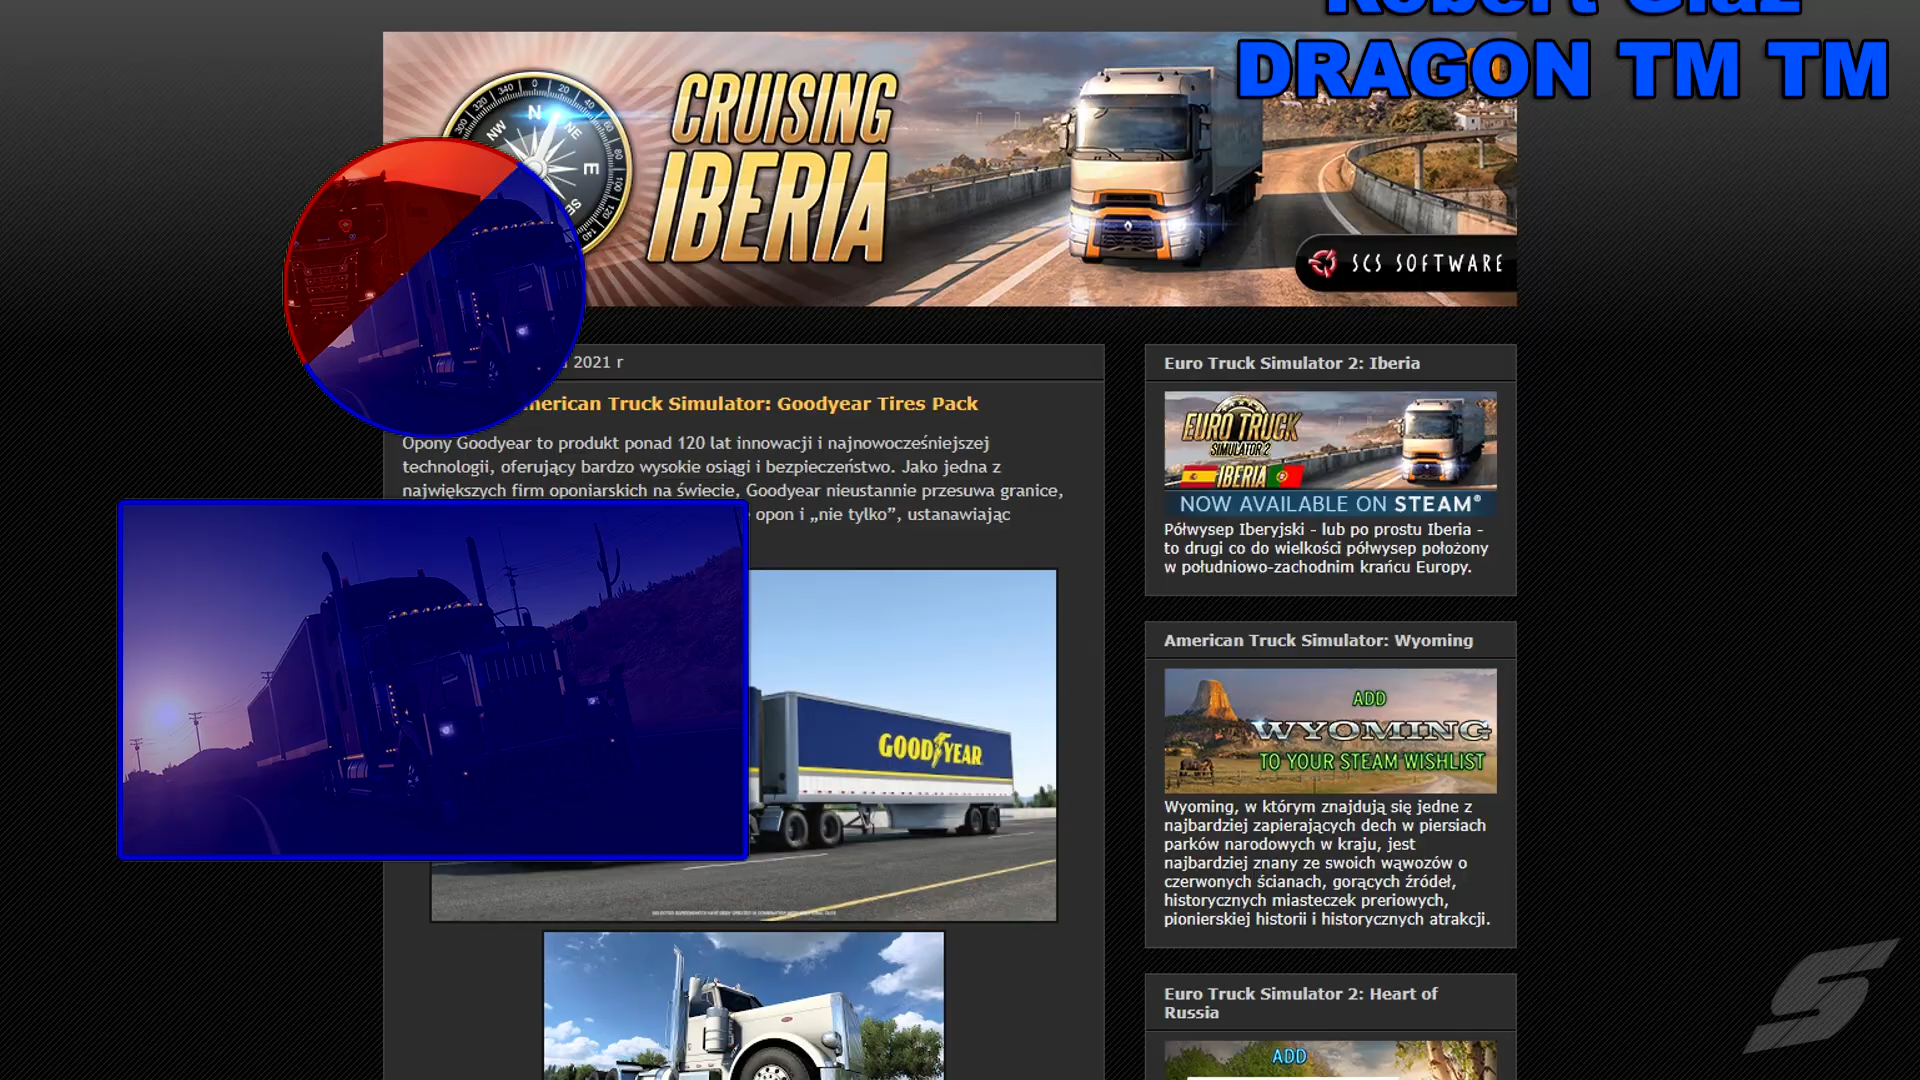 Robert Głaz
DRAGON TM TM
CRUISING
IBERIA
SCS SOFTWARE
2021 r
American Truck Simulator: Goodyear Tires Pack
Opony Goodyear to produkt ponad 120 lat innowacji i najnowocześniejszej
technologii, oferujący bardzo wysokie osiągi i bezpieczeństwo. Jako jedna z
największych firm oponiarskich na świecie, Goodyear nieustannie przesuwa granice,
opon i „nie tylko”, ustanawiając
GOODYEAR
Euro Truck Simulator 2: Iberia
EURO TRUCK
SIMULATOR 2
IBERIA
NOW AVAILABLE ON STEAM®
Półwysep Iberyjski - lub po prostu Iberia -
to drugi co do wielkości półwysep położony
w południowo-zachodnim krańcu Europy.
American Truck Simulator: Wyoming
ADD
WYOMING
TO YOUR STEAM WISHLIST
Wyoming, w którym znajdują się jedne z
najbardziej zapierających dech w piersiach
parków narodowych w kraju, jest
najbardziej znany ze swoich wąwozów o
czerwonych ścianach, gorących źródeł,
historycznych miasteczek preriowych,
pionierskiej historii i historycznych atrakcji.
Euro Truck Simulator 2: Heart of
Russia
ADD